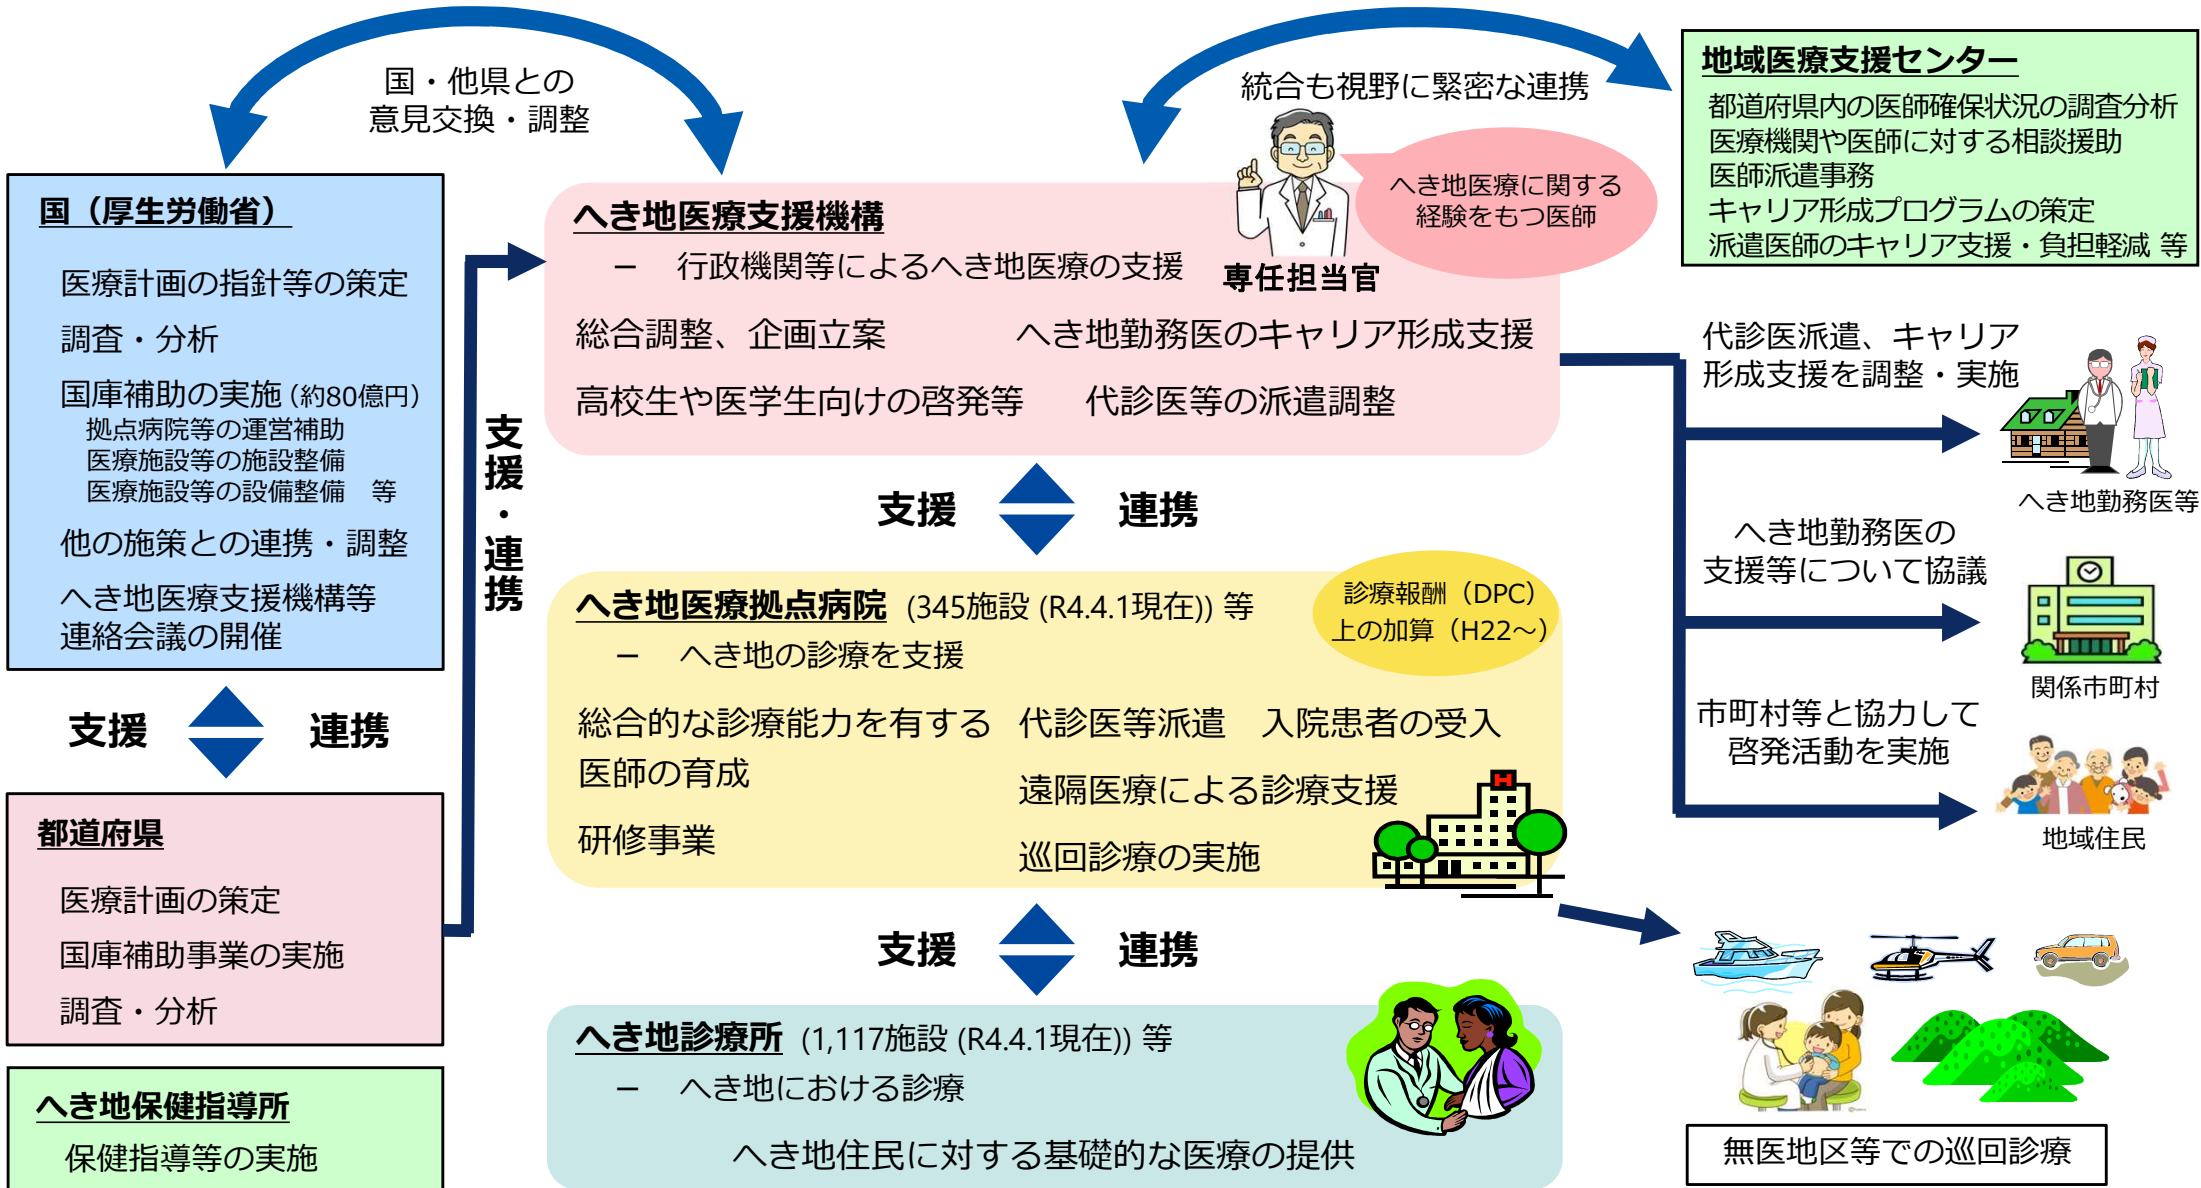 国・他県との
意見交換・調整
統合も視野に緊密な連携
地域医療支援センター
都道府県内の医師確保状況の調査分析
医療機関や医師に対する相談援助
医師派遣事務
キャリア形成プログラムの策定
派遣医師のキャリア支援・負担軽減 等
国（厚生労働省）
医療計画の指針等の策定
調査・分析
国庫補助の実施（約80億円）
拠点病院等の運営補助
医療施設等の施設整備
医療施設等の設備整備　等
他の施策との連携・調整
へき地医療支援機構等
連絡会議の開催
支援　連携
都道府県
医療計画の策定
国庫補助事業の実施
調査・分析
へき地保健指導所
保健指導等の実施
支援・連携
へき地医療支援機構
－　行政機関等によるへき地医療の支援
専任担当官
へき地医療に関する
経験をもつ医師
総合調整、企画立案　へき地勤務医のキャリア形成支援
高校生や医学生向けの啓発等　代診医等の派遣調整
支援　連携
へき地医療拠点病院 (345施設 (R4.4.1現在)) 等
－　へき地の診療を支援
診療報酬（DPC）
上の加算（H22～）
総合的な診療能力を有する
医師の育成
研修事業
代診医等派遣　入院患者の受入
遠隔医療による診療支援
巡回診療の実施
H
支援　連携
へき地診療所 (1,117施設 (R4.4.1現在)) 等
－　へき地における診療
へき地住民に対する基礎的な医療の提供
代診医派遣、キャリア
形成支援を調整・実施
へき地勤務医等
へき地勤務医の
支援等について協議
関係市町村
市町村等と協力して
啓発活動を実施
地域住民
無医地区等での巡回診療